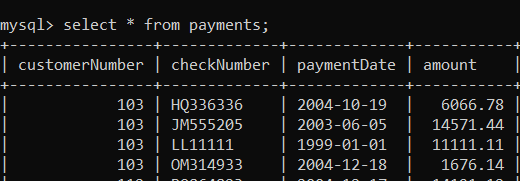 mysql> select * from payments;
+----------------+-------------+-------------+----------
| customerNumber | checkNumber | paymentDate | amount |
+----------------+-------------+-------------+----------
| 103 | HQ336336 | 2004-10-19 | 6066.78
| 103 | JM555205 | 2003-06-05 | 14571.44
| 103 | LL11111 | 1999-01-01 | 11111.11
| 103 | OM314933 | 2004-12-18 | 1676.14